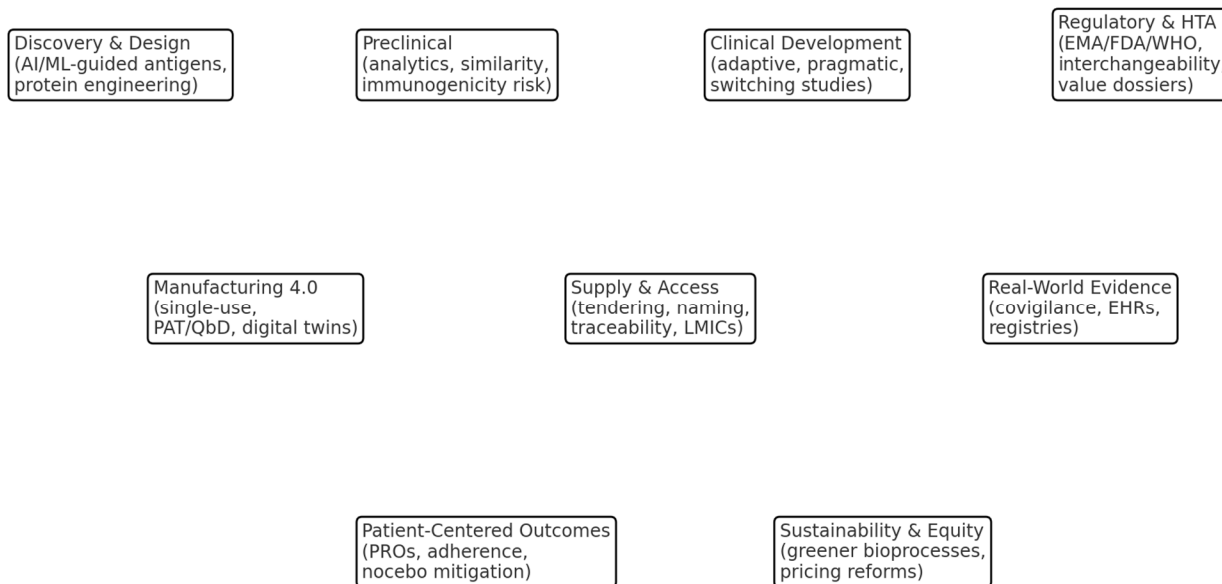 Discovery & Design
(AI/ML-guided antigens,
protein engineering)
Preclinical
(analytics, similarity,
immunogenicity risk)
Clinical Development
(adaptive, pragmatic,
switching studies)
Regulatory & HTA
(EMA/FDA/WHO,
interchangeability
value dossiers)
Manufacturing 4.0
(single-use,
PAT/QbD, digital twins)
Supply & Access
(tendering, naming,
traceability, LMICs)
Real-World Evidence
(covigilance, EHRs,
registries)
Patient-Centered Outcomes
(PROs, adherence,
nocebo mitigation)
Sustainability & Equity
(greener bioprocesses,
pricing reforms)